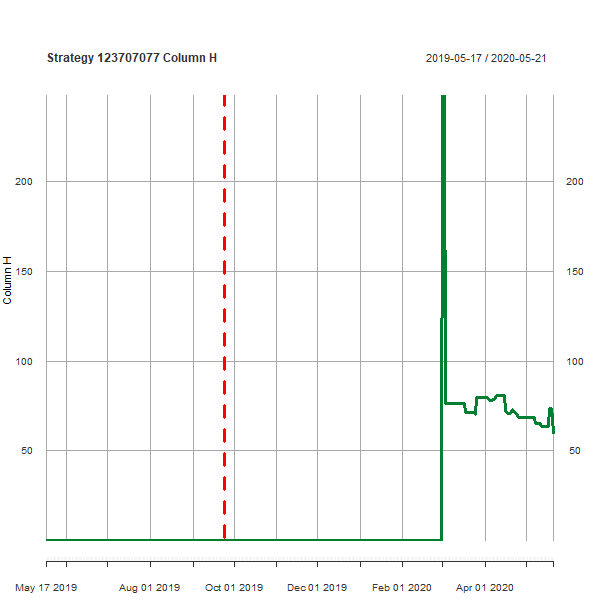 Strategy 123707077 Column H
2019-05-17 / 2020-05-21
200
200
150
150
Column H
100
100
50
50
May 17 2019
Aug 01 2019
Oct 01 2019
Dec 01 2019
Feb 01 2020
Apr 01 2020